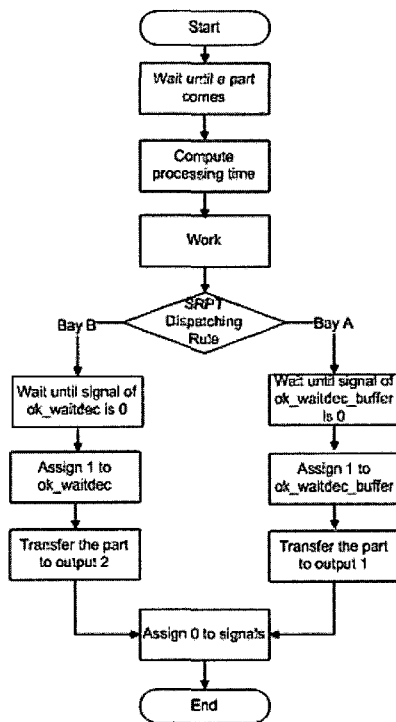 Start
Wait until a part
comes
Compute
processing time
Work
SRPT
Dispatching
Rule
Bay B
Bay A
Wait until signal of
ok_waitdec is 0
Wait until signal of
ok_waitdec_buffer
is 0
Assign 1 to
ok_waitdec
Assign 1 to
ok_waitdec_buffer
Transfer the part
to output 2
Transfer the part
to output 1
Assign 0 to signals
End